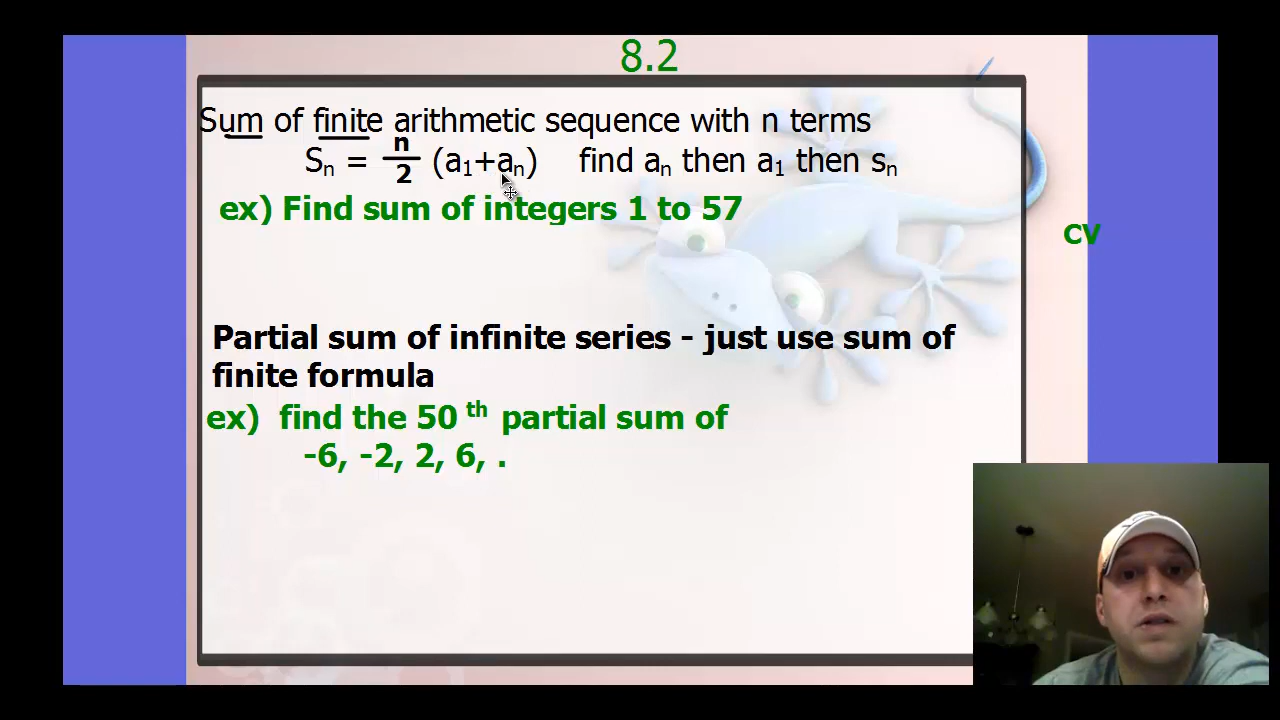 8.2
Sum of finite arithmetic sequence with n terms
Sₙ = n/2 (a₁+aₙ) find aₙ then a₁ then sₙ
ex) Find sum of integers 1 to 57
CV
Partial sum of infinite series - just use sum of
finite formula
ex) find the 50 th partial sum of
-6, -2, 2, 6, .